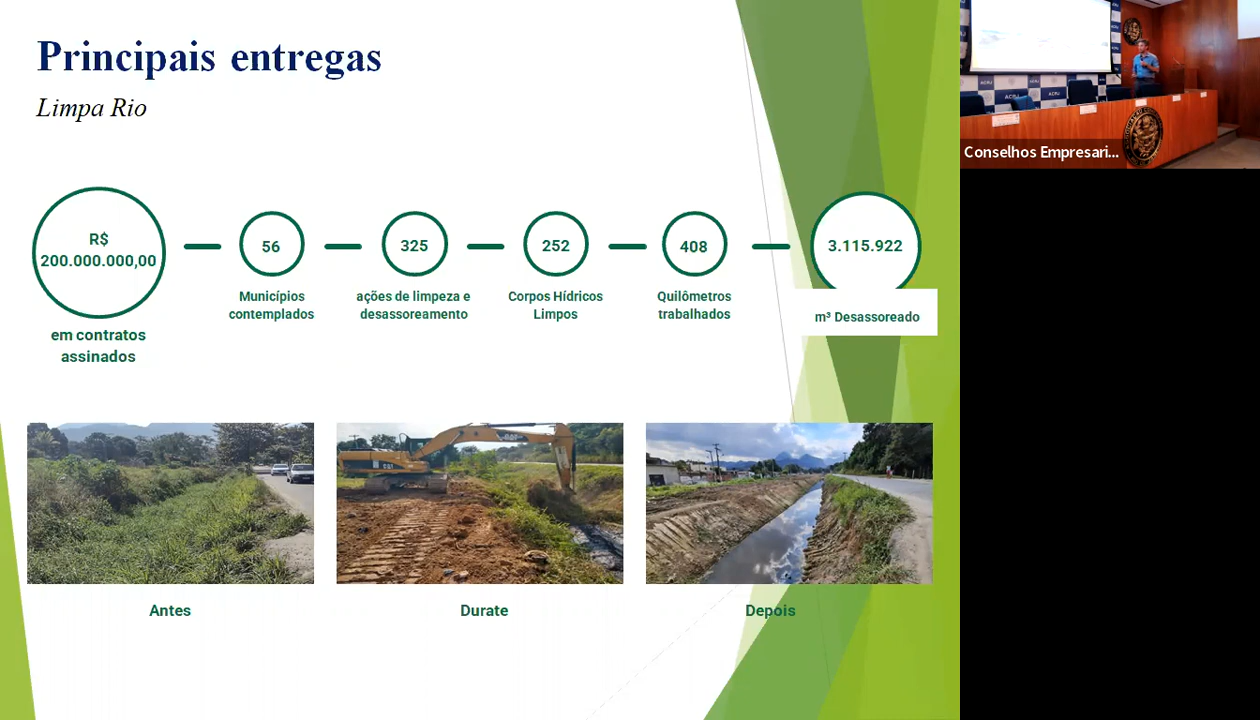 Principais entregas
Limpa Rio
R$
200.000.000,00
em contratos
assinados
56
Municípios
contemplados
325
ações de limpeza e
desassoreamento
252
Corpos Hídricos
Limpos
408
Quilômetros
trabalhados
3.115.922
m³ Desassoreado
Antes
Durate
Depois
ACRJ
Conselhos Empresari...